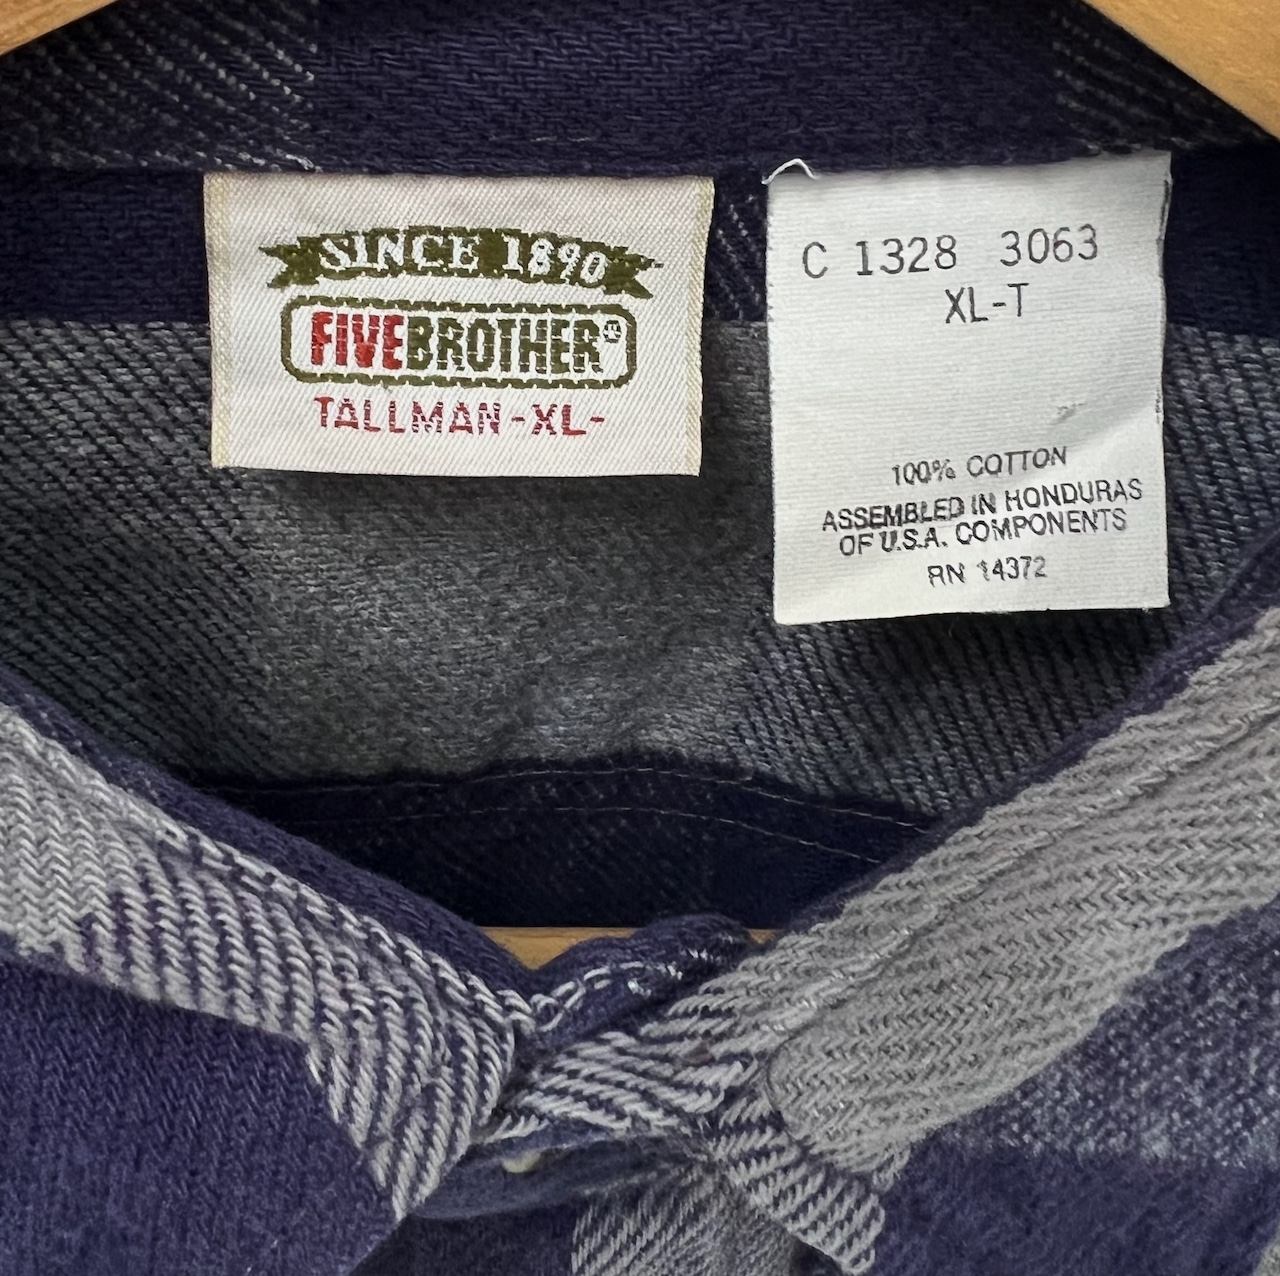 SINCE 1890
FIVEBROTHER®
TALLMAN-XL-
C 1328 3063
XL-T
100% COTTON
ASSEMBLED IN HONDURAS
OF U.S.A. COMPONENTS
RN 14372